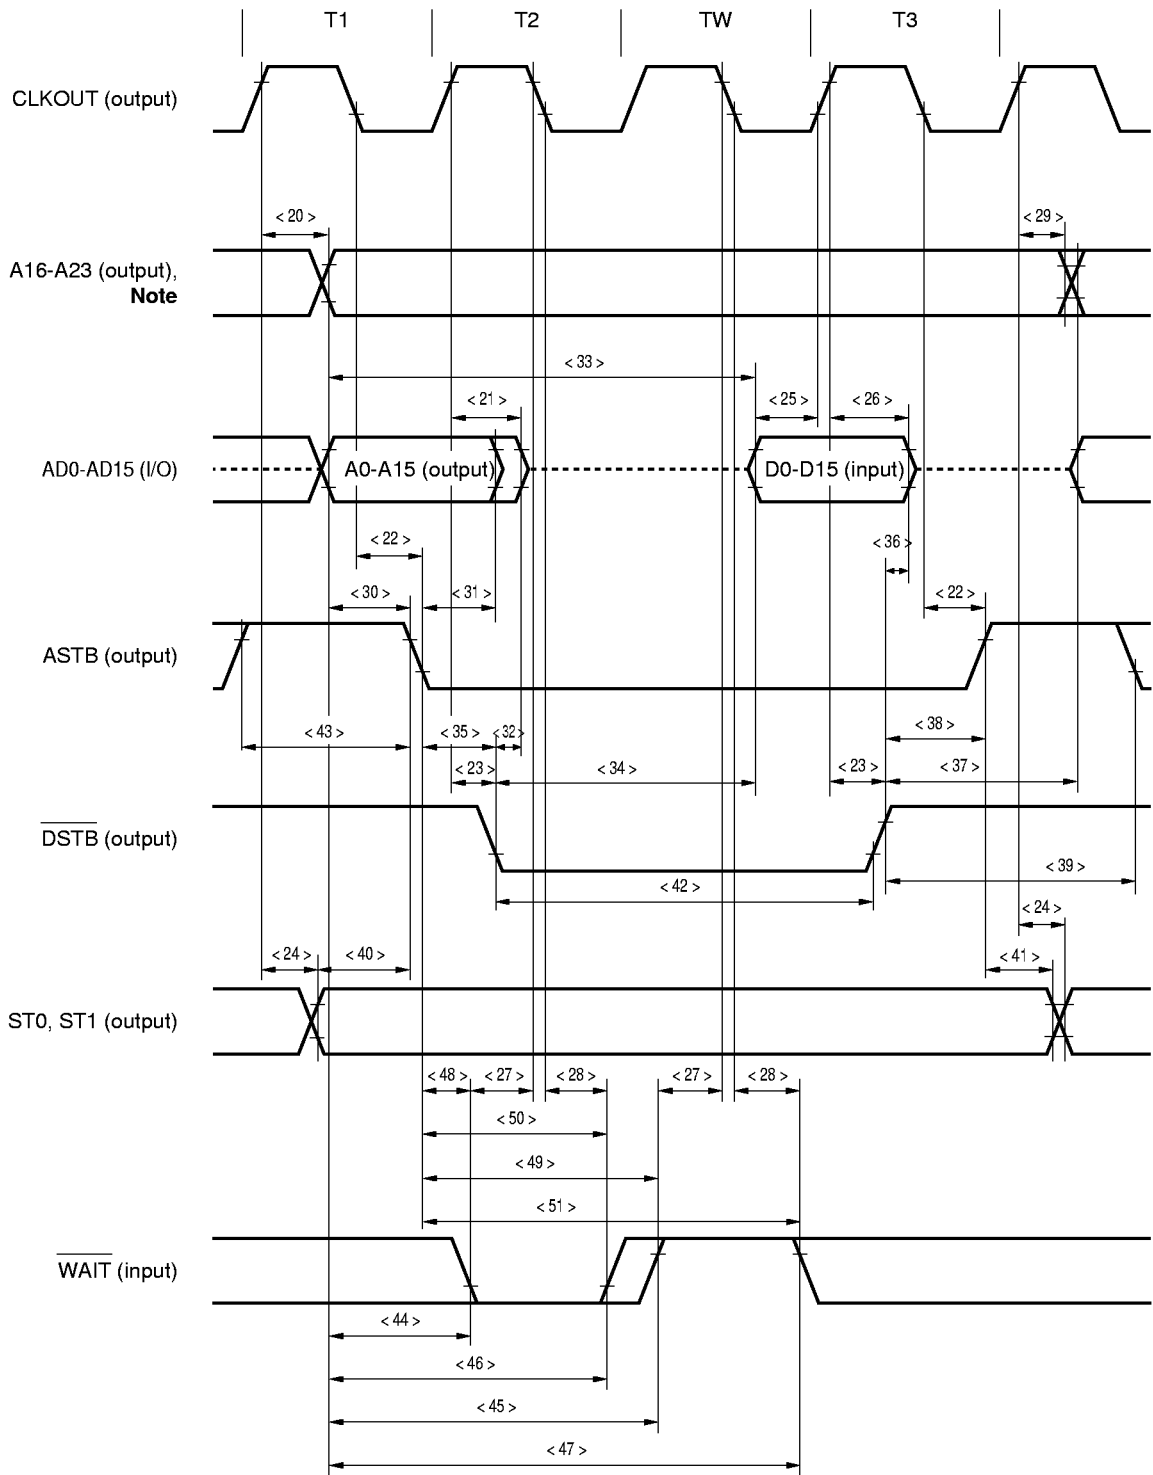 T1 T2 TW T3
CLKOUT (output)
< 20 > < 29 >
A16-A23 (output),
Note
< 33 >
< 21 > < 25 > < 26 >
AD0-AD15 (I/O) A0-A15 (output) D0-D15 (input)
< 22 > < 36 >
< 30 > < 31 > < 22 >
ASTB (output)
< 43 > < 35 > < 32 > < 38 >
< 23 > < 34 > < 23 > < 37 >
DSTB (output)
< 39 >
< 42 >
< 24 >
< 24 > < 40 > < 41 >
ST0, ST1 (output)
< 48 > < 27 > < 28 > < 27 > < 28 >
< 50 >
< 49 >
< 51 >
WAIT (input)
< 44 >
< 46 >
< 45 >
< 47 >